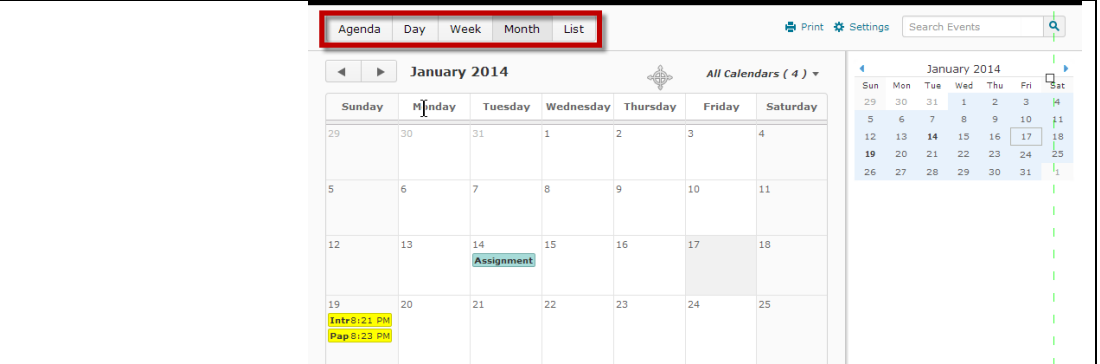 Agenda Day Week Month List
Print Settings Search Events
January 2014
All Calendars ( 4 )
Sunday Monday Tuesday Wednesday Thursday Friday Saturday
29 30 31 1 2 3 4
5 6 7 8 9 10 11
12 13 14 15 16 17 18
Assignment
19 20 21 22 23 24 25
Intr 8:21 PM
Pap 8:23 PM
January 2014
Sun Mon Tue Wed Thu Fri Sat
29 30 31 1 2 3 4
5 6 7 8 9 10 11
12 13 14 15 16 17 18
19 20 21 22 23 24 25
26 27 28 29 30 31 1